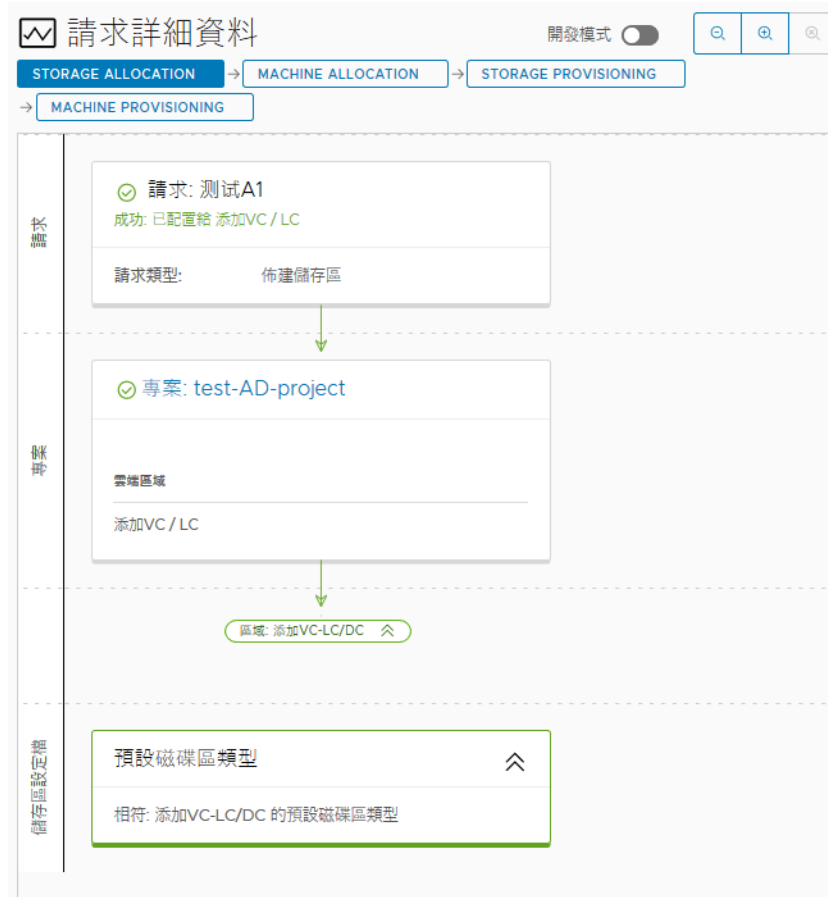 請求詳細資料
開發模式
STORAGE ALLOCATION → MACHINE ALLOCATION → STORAGE PROVISIONING
→ MACHINE PROVISIONING
請求
請求: 测试A1
成功: 已配置給 添加VC / LC
請求類型: 佈建儲存區
專案
專案: test-AD-project
雲端區域
添加VC / LC
區域: 添加VC-LC/DC
儲存區設定檔
預設磁碟區類型
相符: 添加VC-LC/DC 的預設磁碟區類型